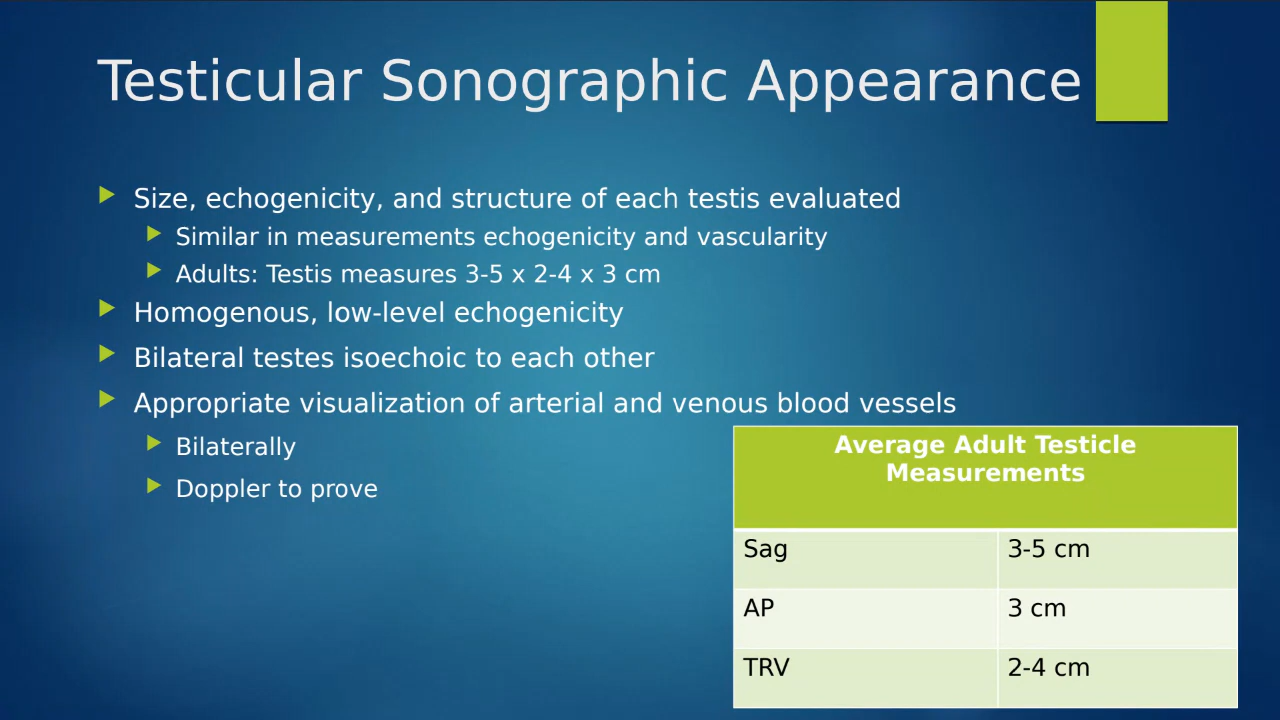 Testicular Sonographic Appearance
Size, echogenicity, and structure of each testis evaluated
Similar in measurements echogenicity and vascularity
Adults: Testis measures 3-5 x 2-4 x 3 cm
Homogenous, low-level echogenicity
Bilateral testes isoechoic to each other
Appropriate visualization of arterial and venous blood vessels
Bilaterally
Doppler to prove
Average Adult Testicle
Measurements
Sag 3-5 cm
AP 3 cm
TRV 2-4 cm